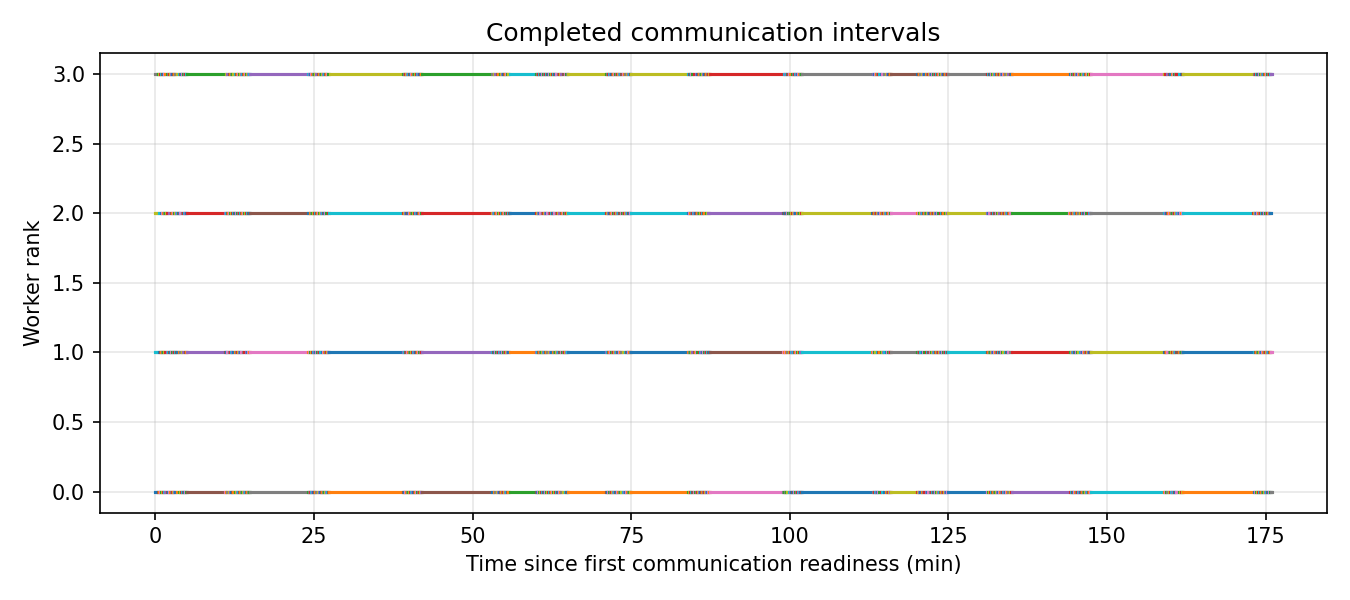 Completed communication intervals
Worker rank
3.0
2.5
2.0
1.5
1.0
0.5
0.0
0 25 50 75 100 125 150 175
Time since first communication readiness (min)